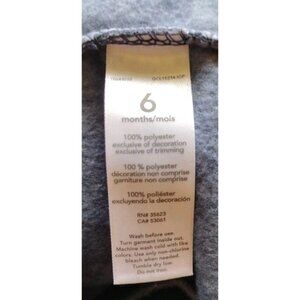 6
months/mois
100% polyester
exclusive of decoration
exclusive of trimming
100 % polyester
décoration non comprise
garniture non comprise
100% poliéster
excluyendo la decoración
RN# 35623
CA# 53061
Wash before use.
Turn garment inside out.
Machine wash cold with like
colors. Use only non-chlorine
bleach when needed.
Tumble dry low.
Do not iron.